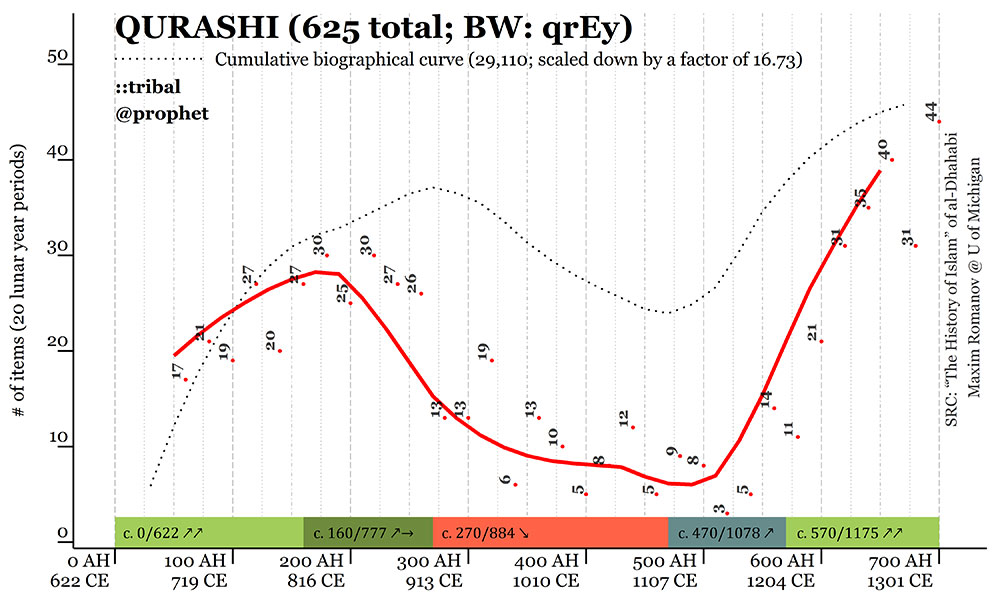 QURASHI (625 total; BW: qrEy)
Cumulative biographical curve (29,110; scaled down by a factor of 16.73)
::tribal
@prophet
# of items (20 lunar year periods)
50
40
30
20
10
0
17
21
19
27
20
27
30
25
30
27
26
13
13
19
6
13
10
5
8
12
5
9
8
3
5
14
11
21
31
35
40
31
44
c. 0/622 ↗↗
c. 160/777 ↗→
c. 270/884 ↘
c. 470/1078 ↗
c. 570/1175 ↗↗
0 AH
622 CE
100 AH
719 CE
200 AH
816 CE
300 AH
913 CE
400 AH
1010 CE
500 AH
1107 CE
600 AH
1204 CE
700 AH
1301 CE
SRC: “The History of Islam” of al-Dhahabi
Maxim Romanov @ U of Michigan